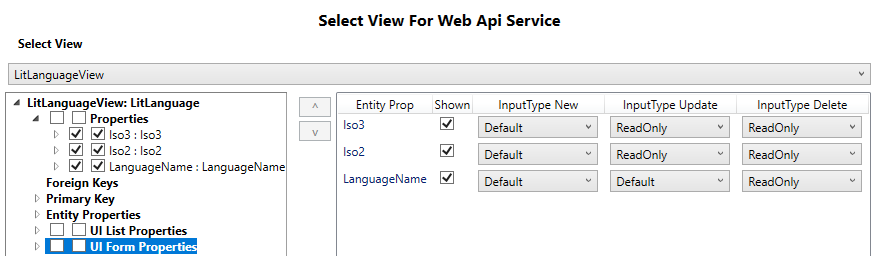 Select View For Web Api Service
Select View
LitLanguageView
LitLanguageView: LitLanguage
Properties
Iso3 : Iso3
Iso2 : Iso2
LanguageName : LanguageName
Foreign Keys
Primary Key
Entity Properties
UI List Properties
UI Form Properties
Entity Prop Shown InputType New InputType Update InputType Delete
Iso3 Default ReadOnly ReadOnly
Iso2 Default ReadOnly ReadOnly
LanguageName Default Default ReadOnly